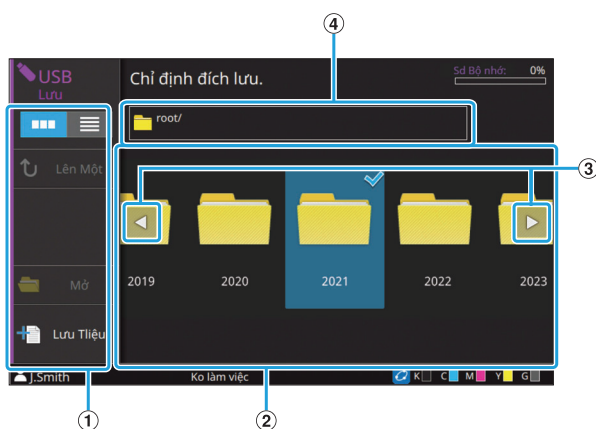 ④
USB
Lưu
Chỉ định đích lưu.
Sd Bộ nhớ: 0%
root/
Lên Một
③
2019 2020 2021 2022 2023
Mở
Lưu Tliệu
J.Smith Ko làm việc K C M Y G
① ②